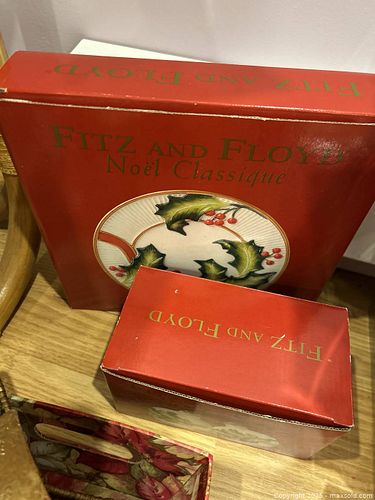 FITZ AND FLOYD
FITZ AND FLOYD
Noël Classique
FITZ AND FLOYD
Copyright 2025 - maxsold.com